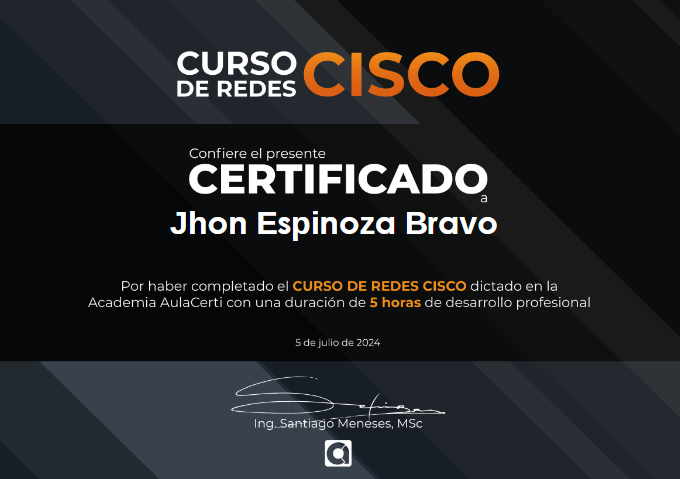 CURSO
DE REDES CISCO
Confiere el presente
CERTIFICADO
a
Jhon Espinoza Bravo
Por haber completado el CURSO DE REDES CISCO dictado en la
Academia AulaCerti con una duración de 5 horas de desarrollo profesional
5 de julio de 2024
Ing. Santiago Meneses, MSc